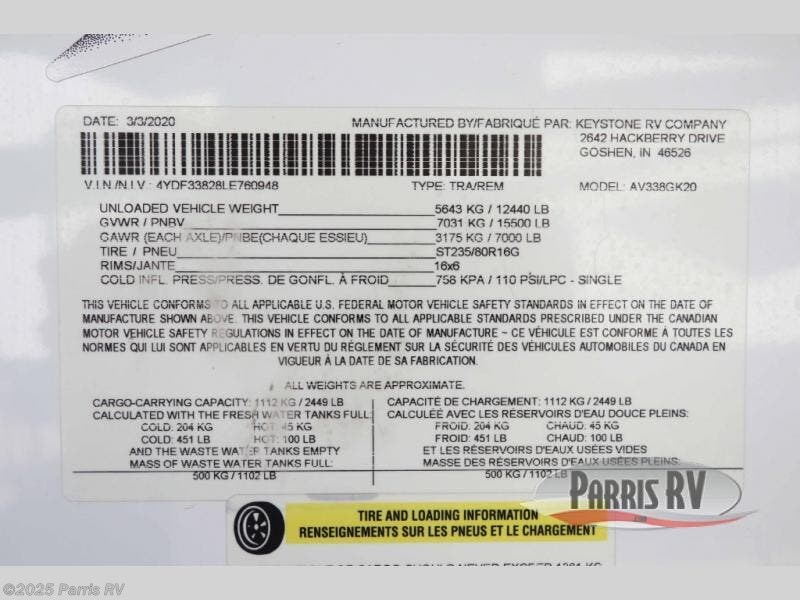 DATE: 3/3/2020
MANUFACTURED BY/FABRIQUÉ PAR: KEYSTONE RV COMPANY
2642 HACKBERRY DRIVE
GOSHEN, IN 46526
V.I.N./N.I.V.: 4YDF33828LE760948 TYPE: TRA/REM MODEL: AV338GK20
UNLOADED VEHICLE WEIGHT 5643 KG / 12440 LB
GVWR / PNBV 7031 KG / 15500 LB
GAWR (EACH AXLE)/PNBE(CHAQUE ESSIEU) 3175 KG / 7000 LB
TIRE / PNEU ST235/80R16G
RIMS/JANTE 16x6
COLD INFL. PRESS/PRESS. DE GONFL. À FROID 758 KPA / 110 PSI/LPC - SINGLE
THIS VEHICLE CONFORMS TO ALL APPLICABLE U.S. FEDERAL MOTOR VEHICLE SAFETY STANDARDS IN EFFECT ON THE DATE OF
MANUFACTURE SHOWN ABOVE. THIS VEHICLE CONFORMS TO ALL APPLICABLE STANDARDS PRESCRIBED UNDER THE CANADIAN
MOTOR VEHICLE SAFETY REGULATIONS IN EFFECT ON THE DATE OF MANUFACTURE ~ CE VÉHICULE EST CONFORME À TOUTES LES
NORMES QUI LUI SONT APPLICABLES EN VERTU DU RÉGLEMENT SUR LA SÉCURITÉ DES VÉHICULES AUTOMOBILES DU CANADA EN
VIGUEUR À LA DATE DE SA FABRICATION.
ALL WEIGHTS ARE APPROXIMATE.
CARGO-CARRYING CAPACITY: 1112 KG / 2449 LB
CALCULATED WITH THE FRESH WATER TANKS FULL:
COLD: 204 KG HOT: 45 KG
COLD: 451 LB HOT: 100 LB
AND THE WASTE WATER TANKS EMPTY
MASS OF WASTE WATER TANKS FULL:
500 KG / 1102 LB
CAPACITÉ DE CHARGEMENT: 1112 KG / 2449 LB
CALCULÉE AVEC LES RÉSERVOIRS D'EAU DOUCE PLEINS:
FROID: 204 KG CHAUD: 45 KG
FROID: 451 LB CHAUD: 100 LB
ET LES RÉSERVOIRS D'EAUX USÉES VIDES
MASSE DES RÉSERVOIRS D'EAUX USÉES PLEINS:
500 KG / 1102 LB
PARRIS RV
TIRE AND LOADING INFORMATION
RENSEIGNEMENTS SUR LES PNEUS ET LE CHARGEMENT
OF CARGO SHOULD NEVER EXCEED
©2025 Parris RV